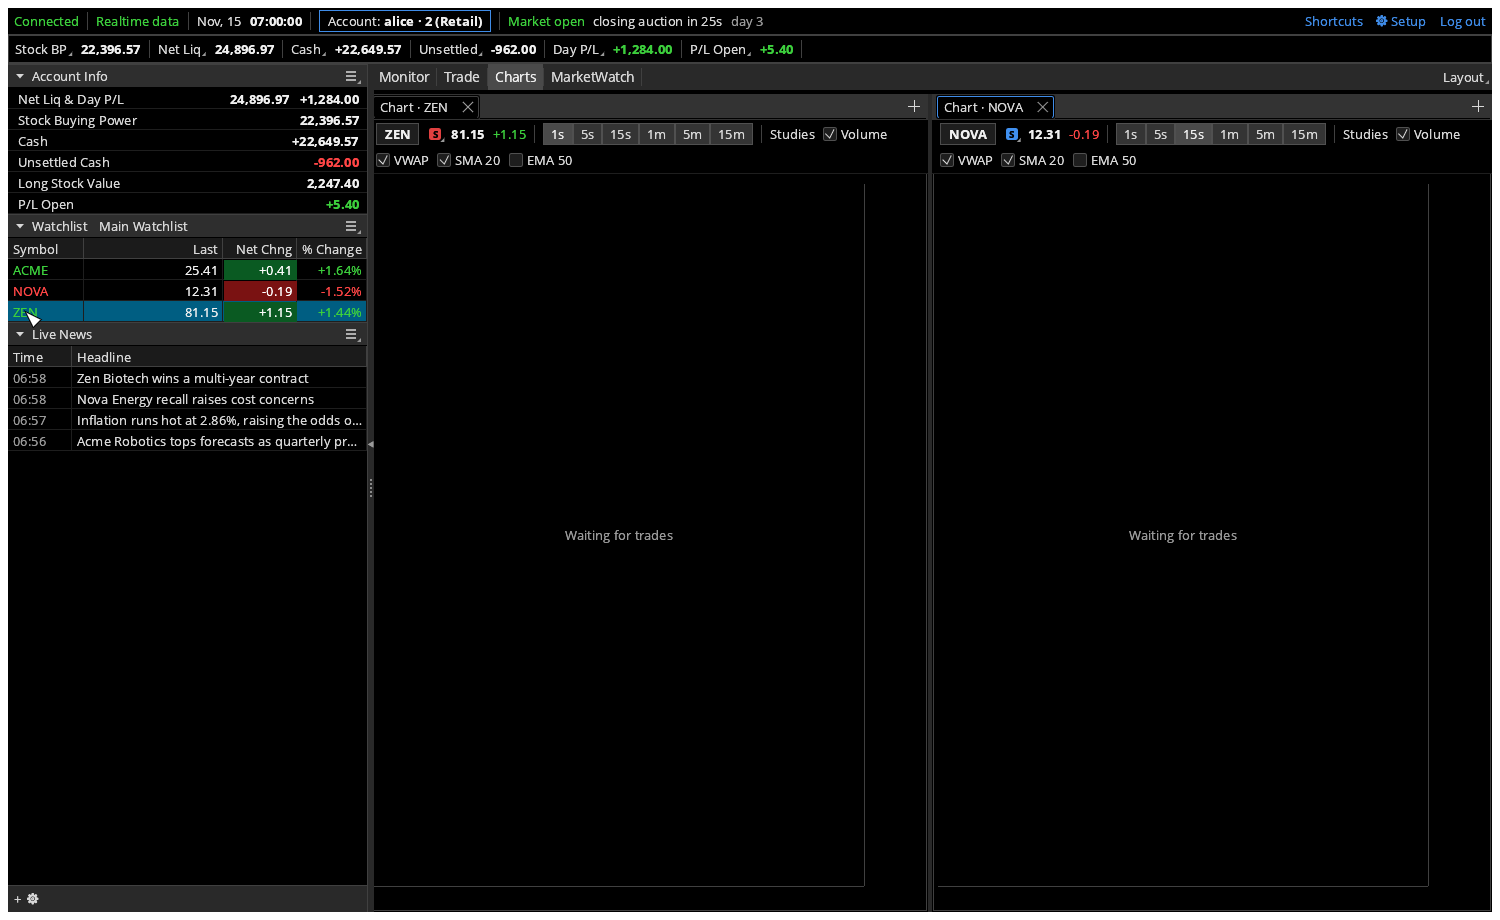 Connected Realtime data Nov, 15 07:00:00 Account: alice · 2 (Retail) Market open closing auction in 25s day 3 Shortcuts Setup Log out
Stock BP 22,396.57 Net Liq 24,896.97 Cash +22,649.57 Unsettled -962.00 Day P/L +1,284.00 P/L Open +5.40
Account Info
Net Liq & Day P/L 24,896.97 +1,284.00
Stock Buying Power 22,396.57
Cash +22,649.57
Unsettled Cash -962.00
Long Stock Value 2,247.40
P/L Open +5.40
Watchlist Main Watchlist
Symbol Last Net Chng % Change
ACME 25.41 +0.41 +1.64%
NOVA 12.31 -0.19 -1.52%
ZEN 81.15 +1.15 +1.44%
Live News
Time Headline
06:58 Zen Biotech wins a multi-year contract
06:58 Nova Energy recall raises cost concerns
06:57 Inflation runs hot at 2.86%, raising the odds o...
06:56 Acme Robotics tops forecasts as quarterly pr...
Monitor Trade Charts MarketWatch Layout
Chart · ZEN
ZEN S 81.15 +1.15 1s 5s 15s 1m 5m 15m Studies Volume
VWAP SMA 20 EMA 50
Waiting for trades
Chart · NOVA
NOVA S 12.31 -0.19 1s 5s 15s 1m 5m 15m Studies Volume
VWAP SMA 20 EMA 50
Waiting for trades